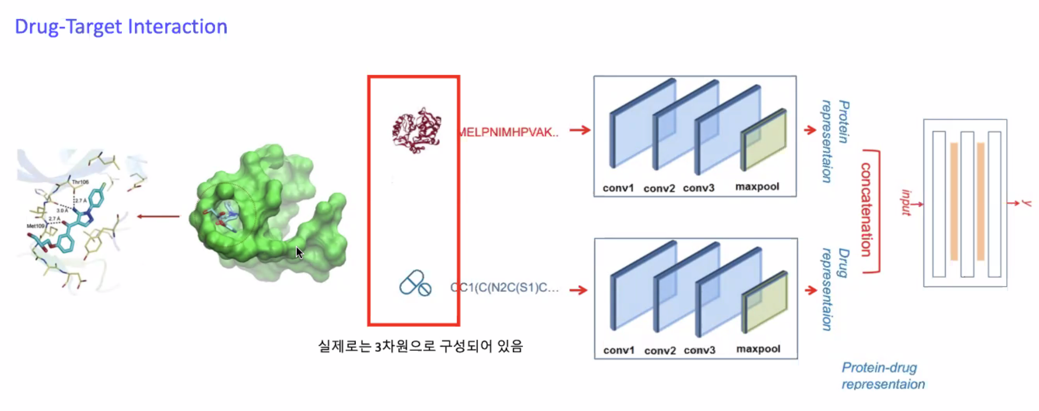 Drug-Target Interaction
Thr106
2.7 Å
3.6 Å
2.7 Å
MELPNIMHPVAK..
conv1 conv2 conv3 maxpool
Protein
representaion
CC1(C(N2C(S1)C...
conv1 conv2 conv3 maxpool
Drug
representaion
concatenation
input
y
실제로는 3차원으로 구성되어 있음
Protein-drug
representaion